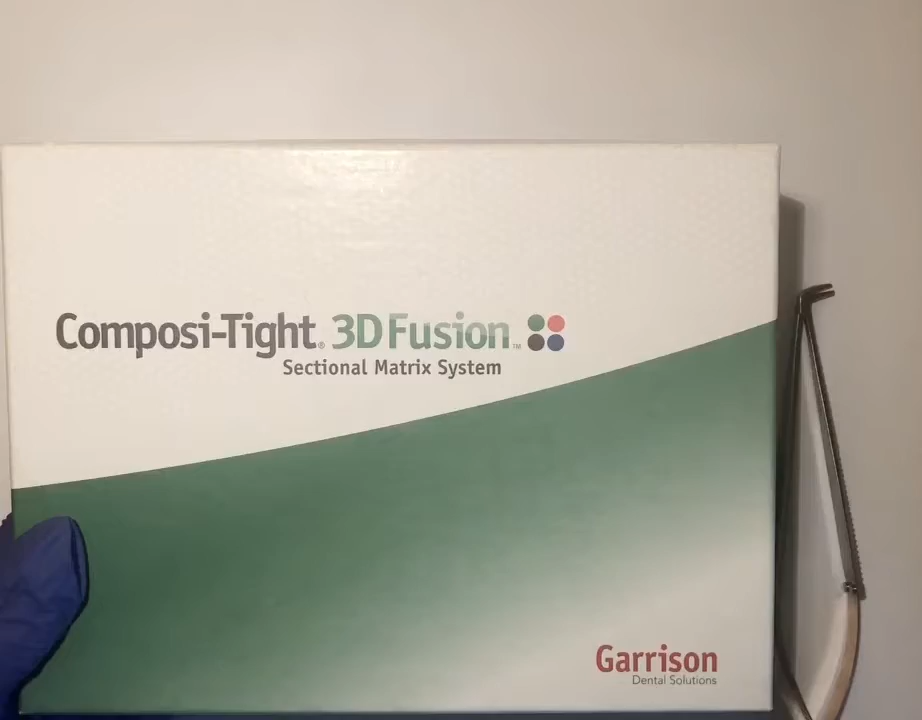 Composi-Tight® 3D Fusion™
Sectional Matrix System
Garrison
Dental Solutions